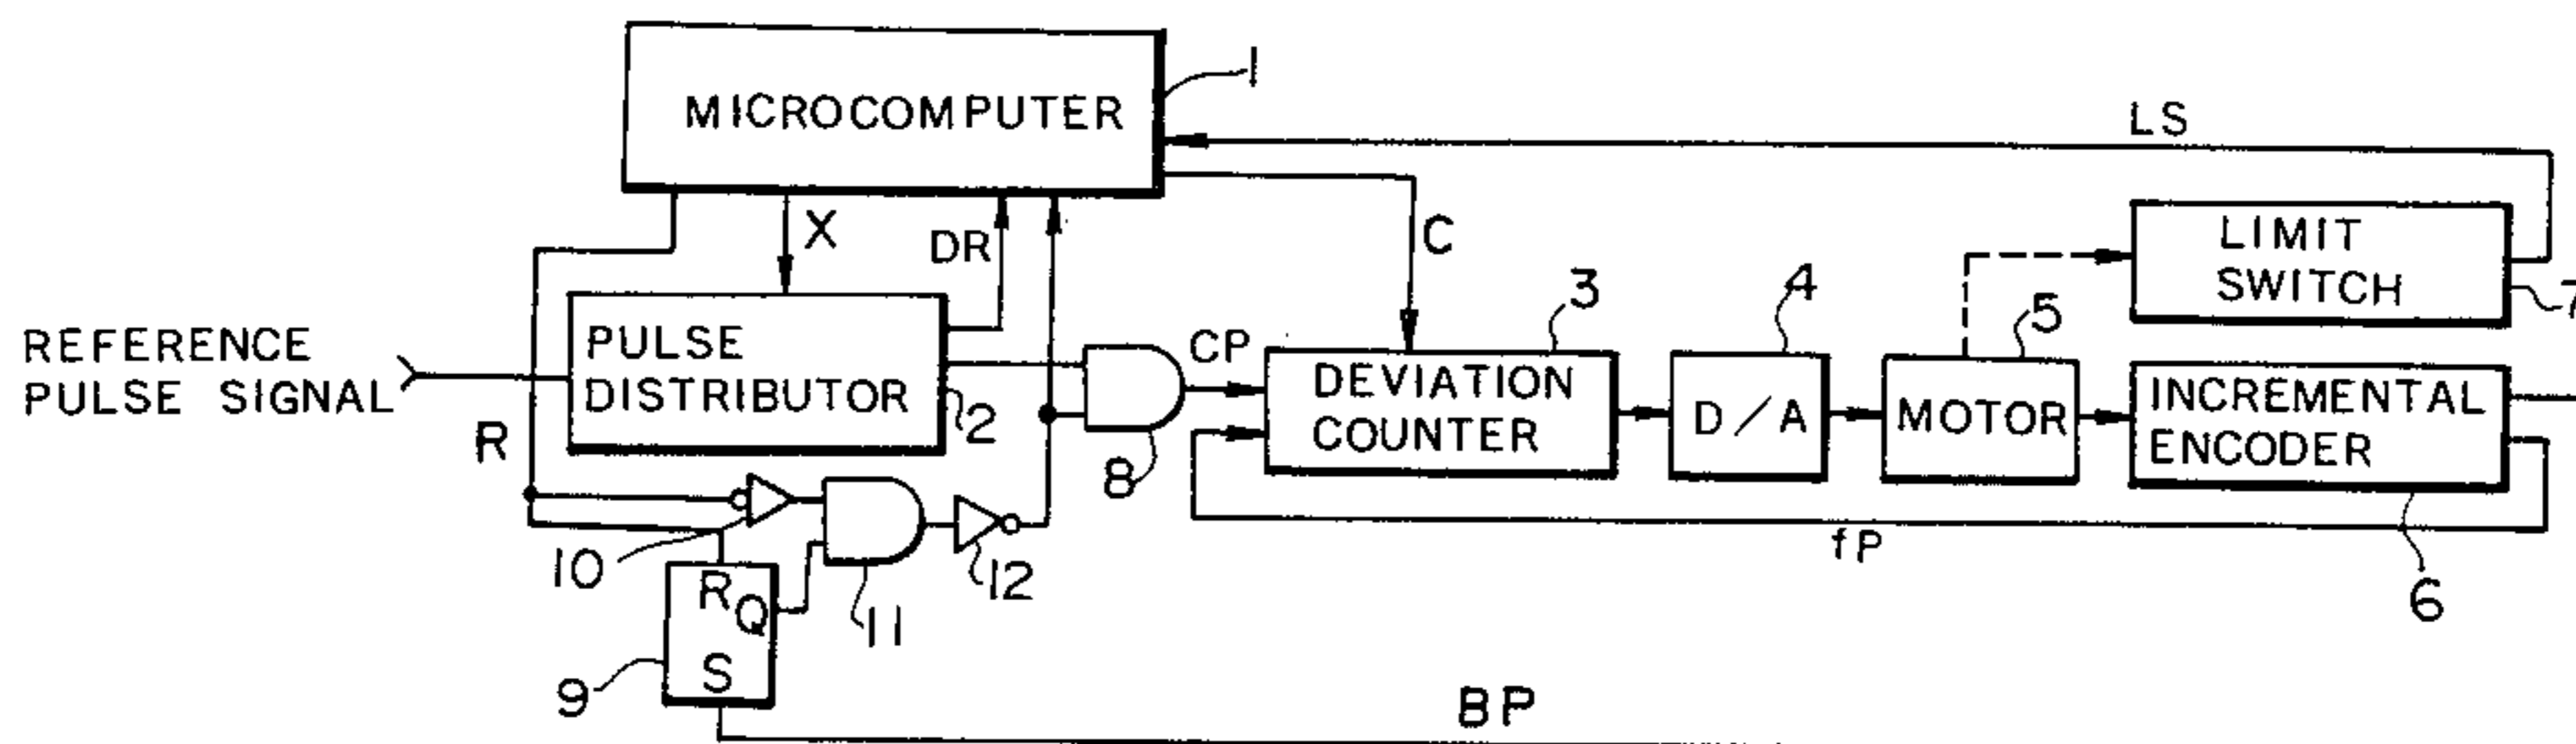 MICROCOMPUTER
1
LS
X
DR
C
LIMIT
SWITCH
7
REFERENCE
PULSE SIGNAL
PULSE
DISTRIBUTOR
2
R
8
CP
DEVIATION
COUNTER
3
D/A
4
MOTOR
5
INCREMENTAL
ENCODER
6
fP
10
11
12
R
Q
S
9
BP